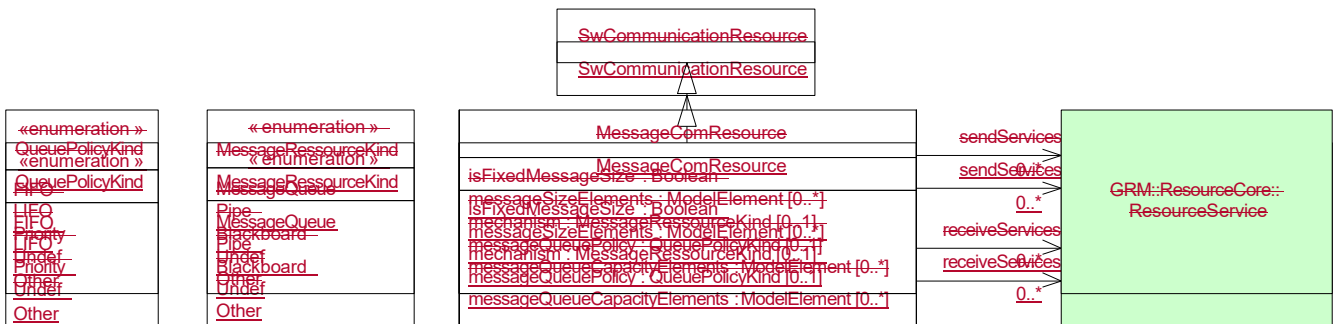 SwCommunicationResource
SwCommunicationResource
«enumeration »
QueuePolicyKind
«enumeration »
QueuePolicyKind
FIFO
LIFO
FIFO
Priority
LIFO
Undef
Priority
Other
Undef
Other
« enumeration »
MessageRessourceKind
«enumeration »
MessageRessourceKind
MessageQueue
Pipe
MessageQueue
Blackboard
Pipe
Undef
Blackboard
Other
Undef
Other
MessageComResource
MessageComResource
isFixedMessageSize : Boolean
messageSizeElements : ModelElement [0..*]
isFixedMessageSize : Boolean
mechanism : MessageRessourceKind [0..1]
messageSizeElements : ModelElement [0..*]
messageQueuePolicy : QueuePolicyKind [0..1]
mechanism : MessageRessourceKind [0..1]
messageQueueCapacityElements : ModelElement [0..*]
messageQueuePolicy : QueuePolicyKind [0..1]
messageQueueCapacityElements : ModelElement [0..*]
sendServices
0..*
sendServices
0..*
receiveServices
0..*
receiveServices
0..*
GRM::ResourceCore::
ResourceService